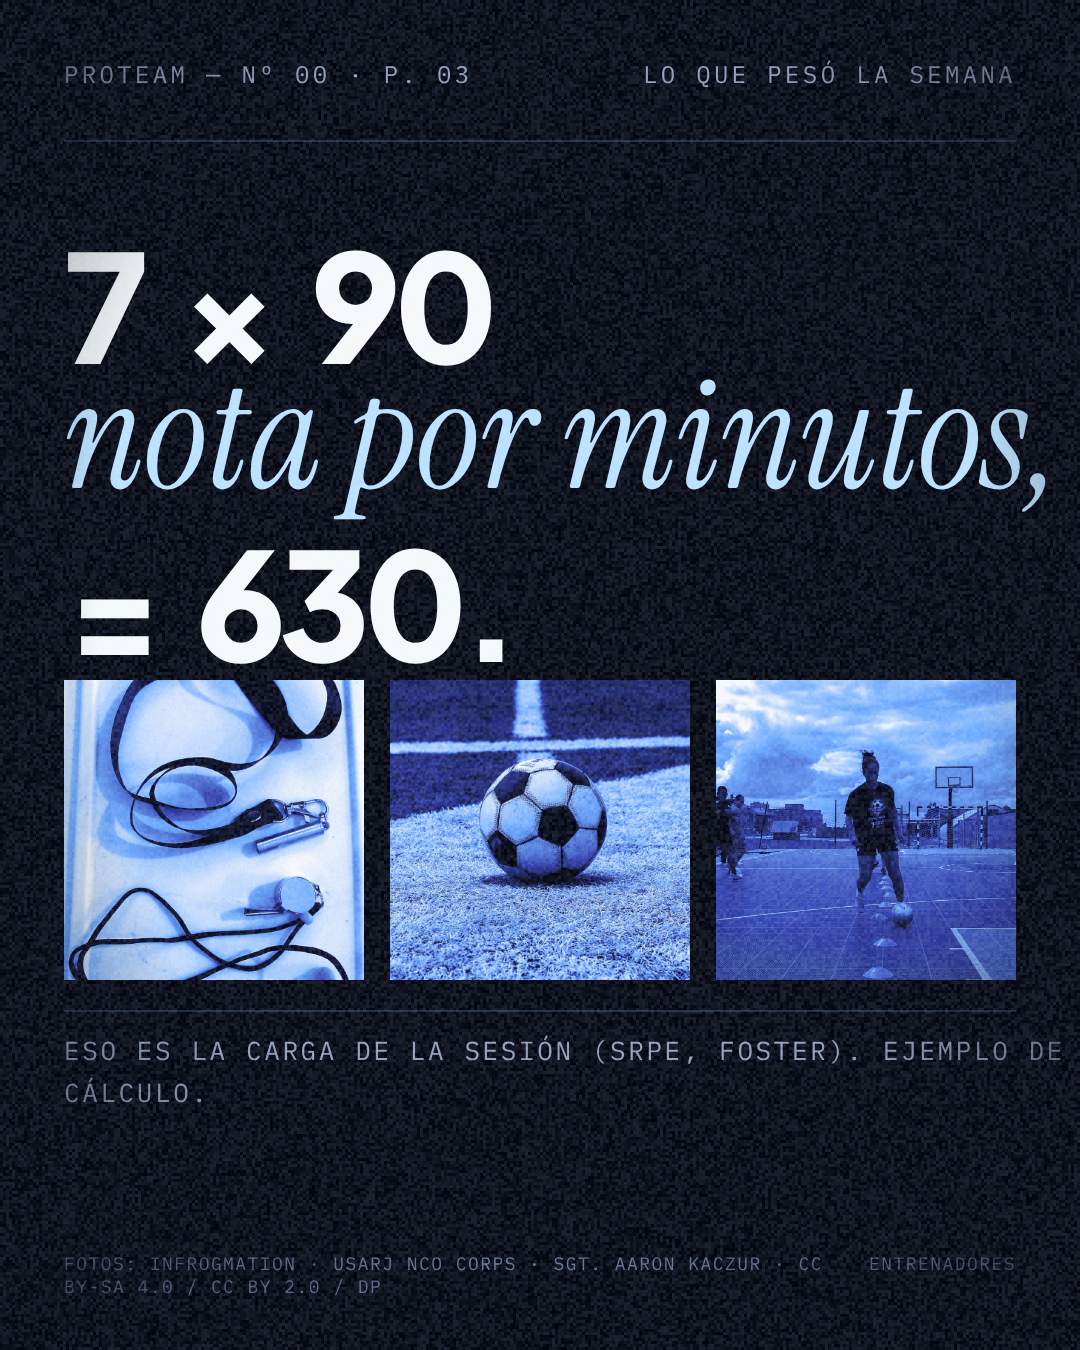 PROTEAM — Nº 00 · P. 03
LO QUE PESÓ LA SEMANA
7 × 90
nota por minutos,
= 630.
ESO ES LA CARGA DE LA SESIÓN (SRPE, FOSTER). EJEMPLO DE
CÁLCULO.
FOTOS: INFROGMATION · USARJ NCO CORPS · SGT. AARON KACZUR · CC
BY-SA 4.0 / CC BY 2.0 / DP
ENTRENADORES